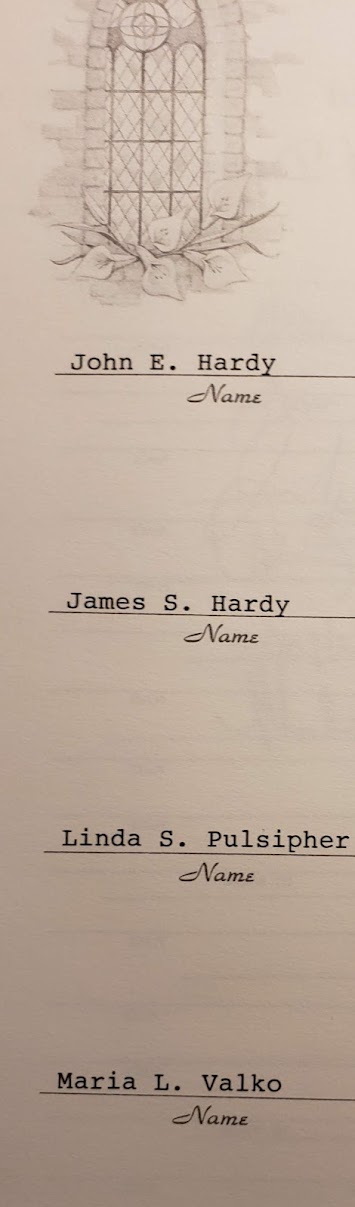 John E. Hardy
Name
James S. Hardy
Name
Linda S. Pulsipher
Name
Maria L. Valko
Name